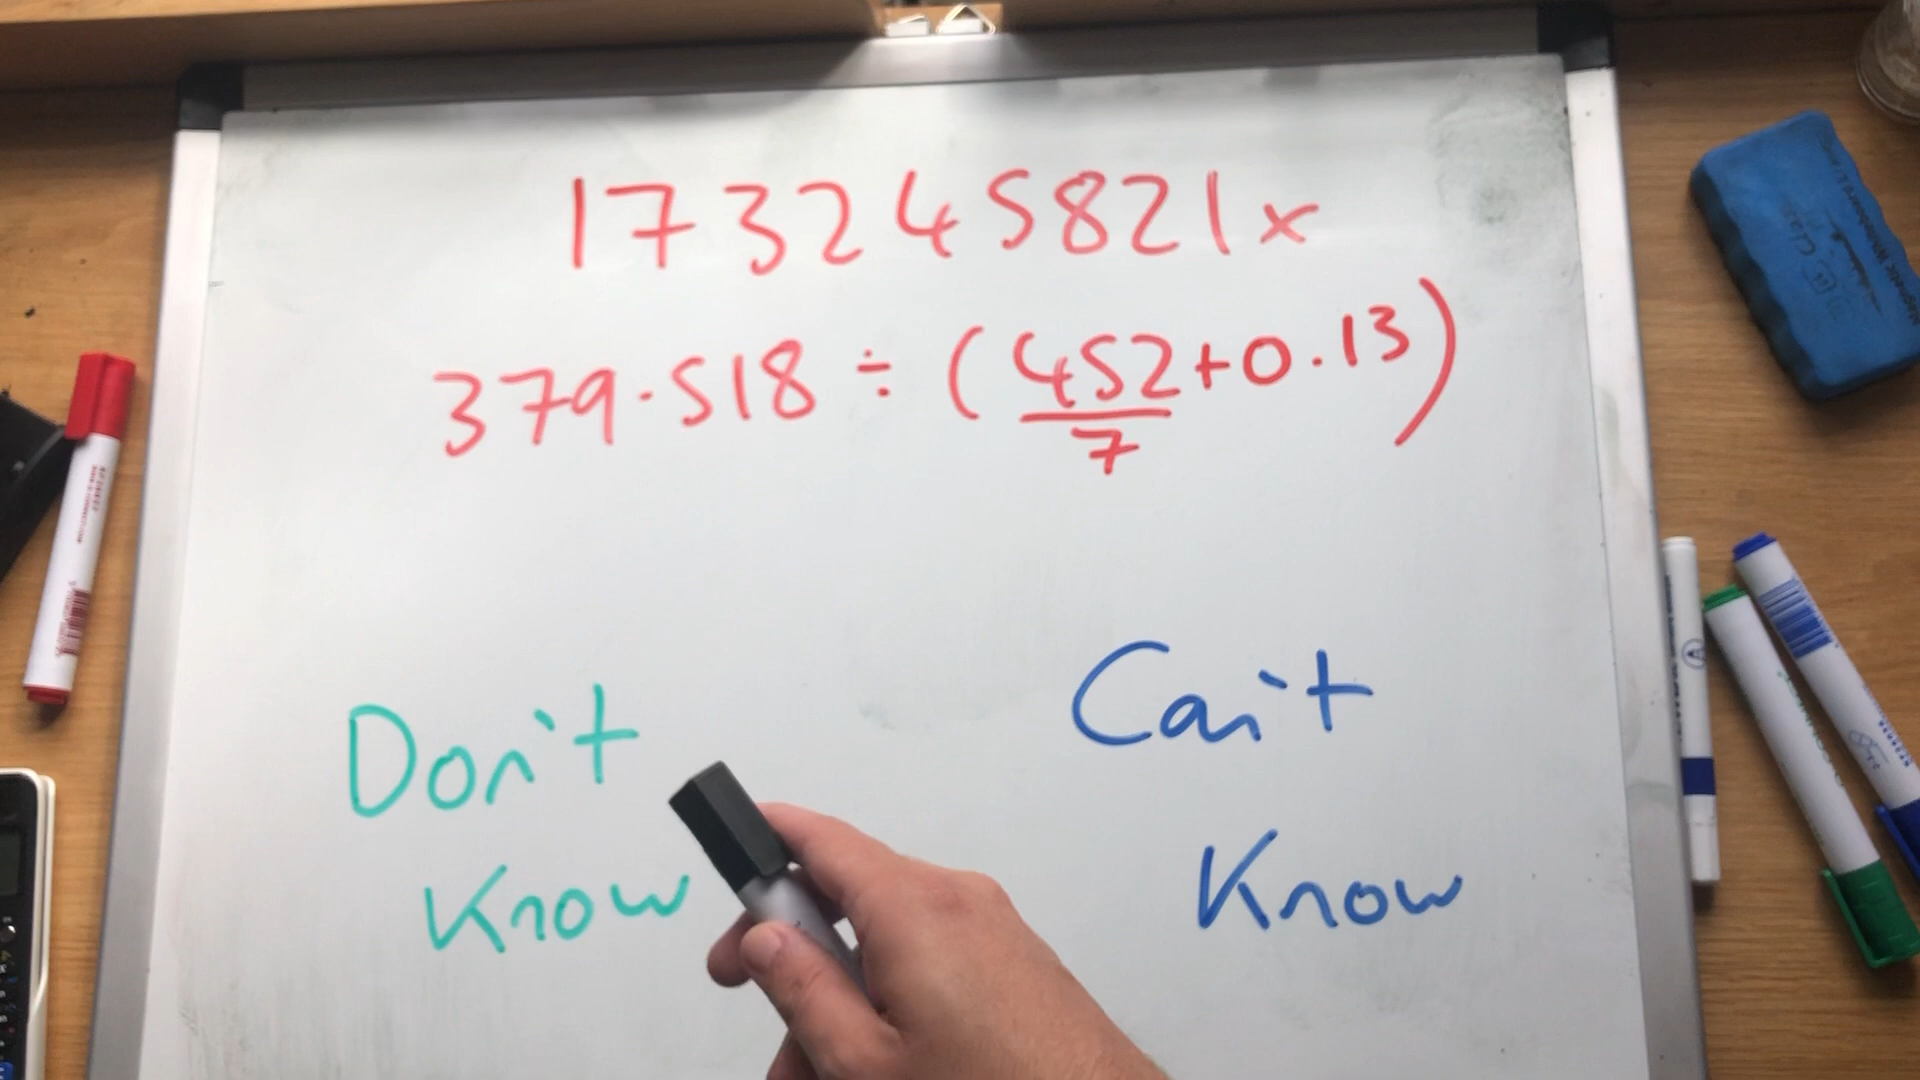 173245821×
379.518 ÷ (452/7 + 0.13)
Don't
Know
Can't
Know